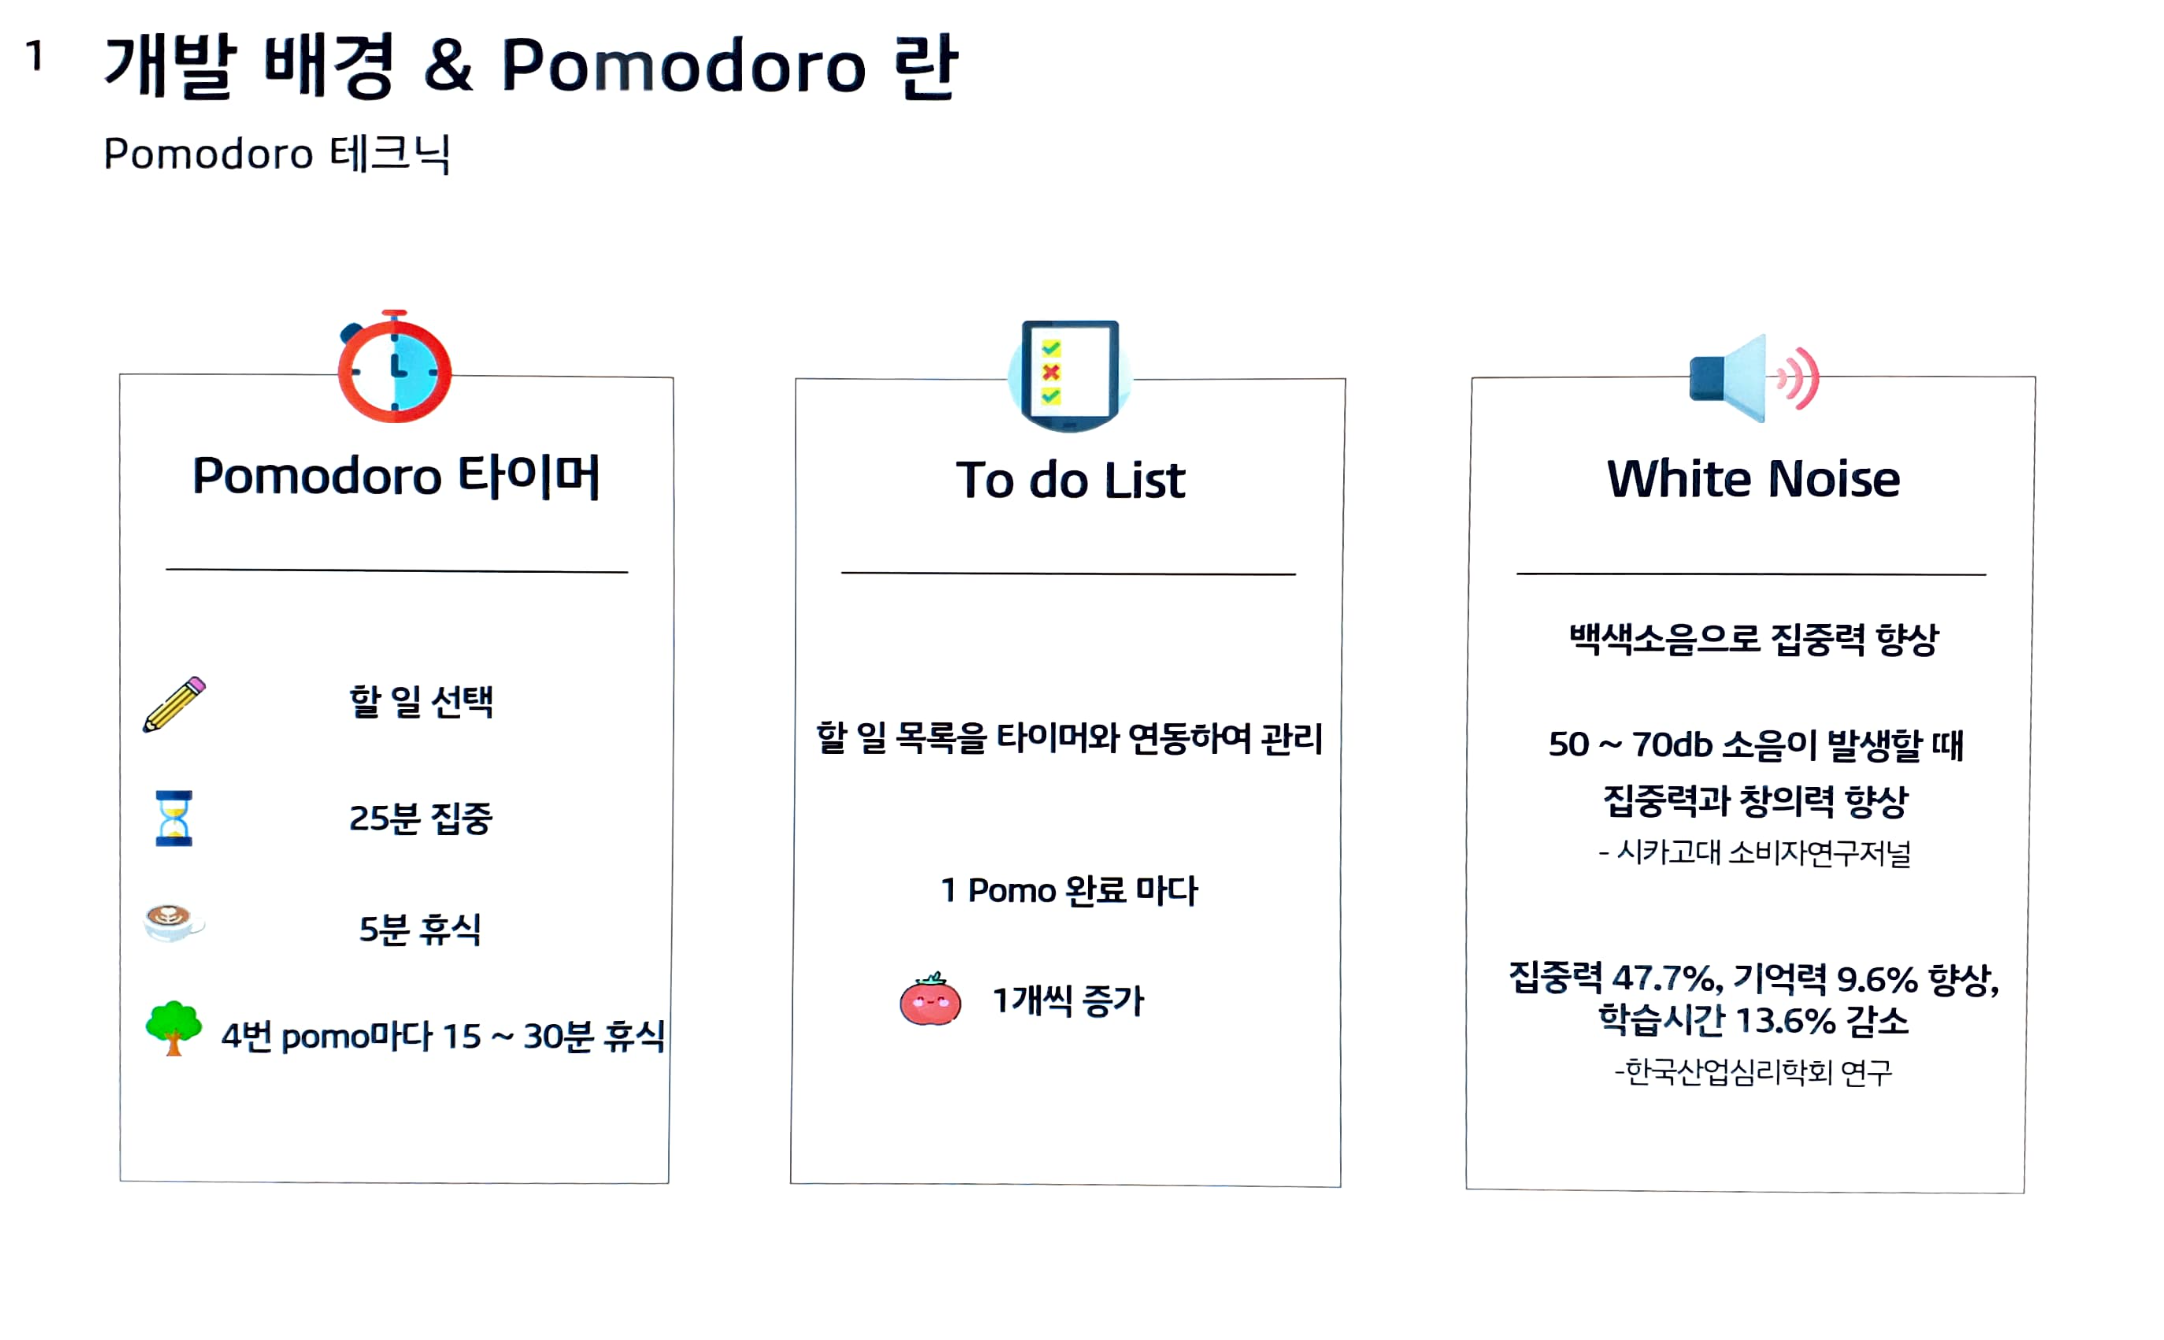 1
개발 배경 & Pomodoro 란
Pomodoro 테크닉
Pomodoro 타이머
할 일 선택
25분 집중
5분 휴식
4번 pomo마다 15 ~ 30분 휴식
To do List
할 일 목록을 타이머와 연동하여 관리
1 Pomo 완료 마다
1개씩 증가
White Noise
백색소음으로 집중력 향상
50 ~ 70db 소음이 발생할 때
집중력과 창의력 향상
- 시카고대 소비자연구저널
집중력 47.7%, 기억력 9.6% 향상,
학습시간 13.6% 감소
-한국산업심리학회 연구